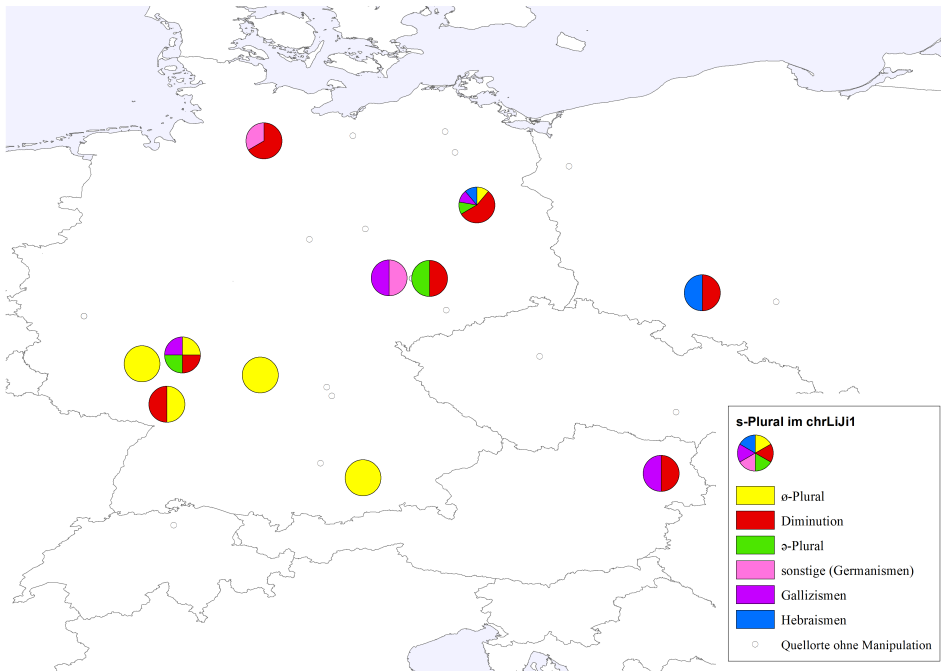 s-Plural im chrLiJi1
ø-Plural
Diminution
ə-Plural
sonstige (Germanismen)
Gallizismen
Hebraismen
Quellorte ohne Manipulation